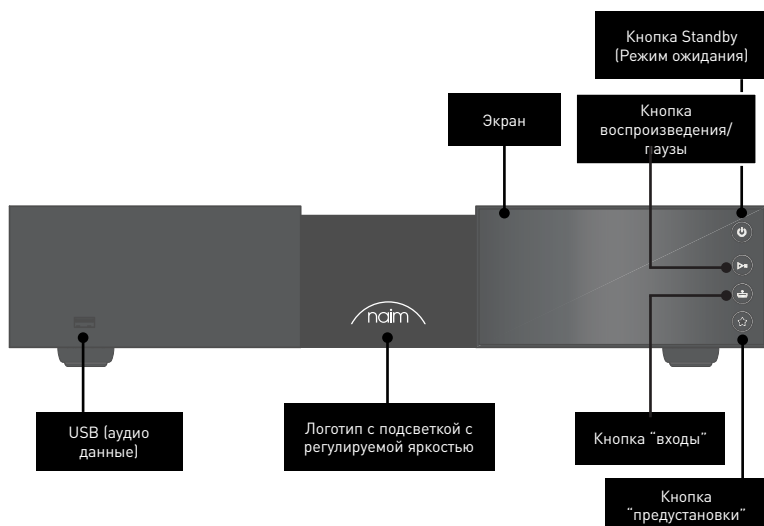 Кнопка Standby
(Режим ожидания)
Экран
Кнопка
воспроизведения/
паузы
naim
USB (аудио
данные)
Логотип с подсветкой с
регулируемой яркостью
Кнопка "входы"
Кнопка
"предустановки"